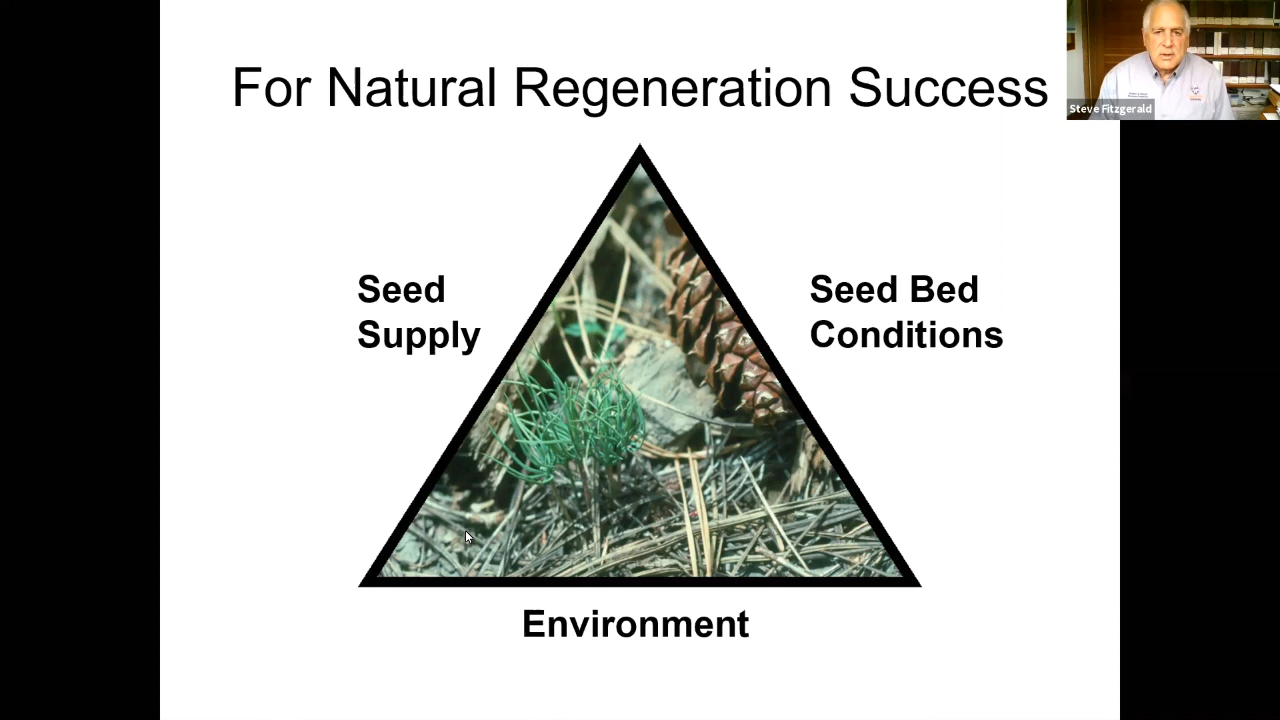 For Natural Regeneration Success
Steve Fitzgerald
Seed
Supply
Seed Bed
Conditions
Environment